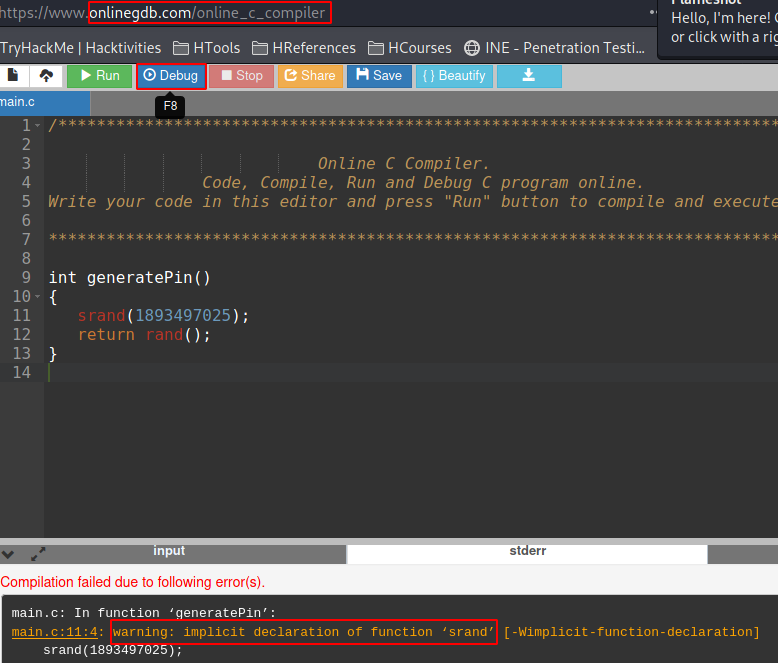 https://www.onlinegdb.com/online_c_compiler
Hello, I'm here!
or click with a
TryHackMe | Hacktivities HTools HReferences HCourses INE - Penetration Testi...
Run Debug Stop Share Save { } Beautify
main.c
F8
1 /******************************************************************************
2
3 Online C Compiler.
4 Code, Compile, Run and Debug C program online.
5 Write your code in this editor and press "Run" button to compile and execute
6
7 *******************************************************************************
8
9 int generatePin()
10 {
11 srand(1893497025);
12 return rand();
13 }
14
input stderr
Compilation failed due to following error(s).
main.c: In function ‘generatePin’:
main.c:11:4: warning: implicit declaration of function ‘srand’ [-Wimplicit-function-declaration]
srand(1893497025);